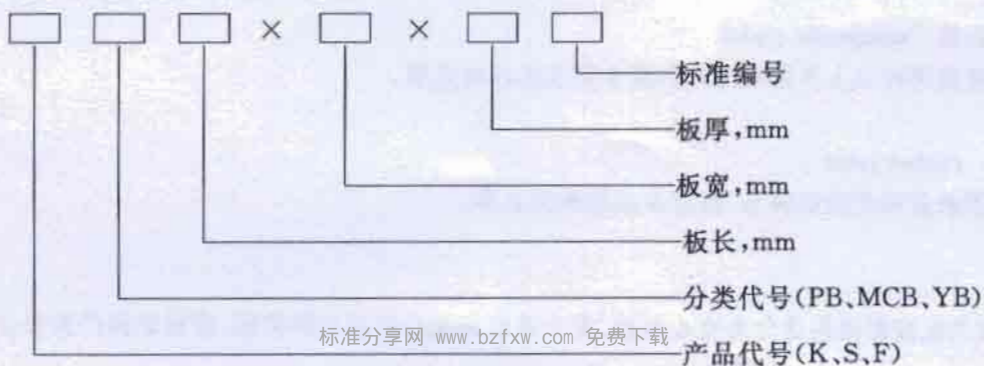 × ×
标准编号
板厚,mm
板宽,mm
板长,mm
分类代号(PB、MCB、YB)
标准分享网 www.bzfxw.com 免费下载
产品代号(K、S、F)